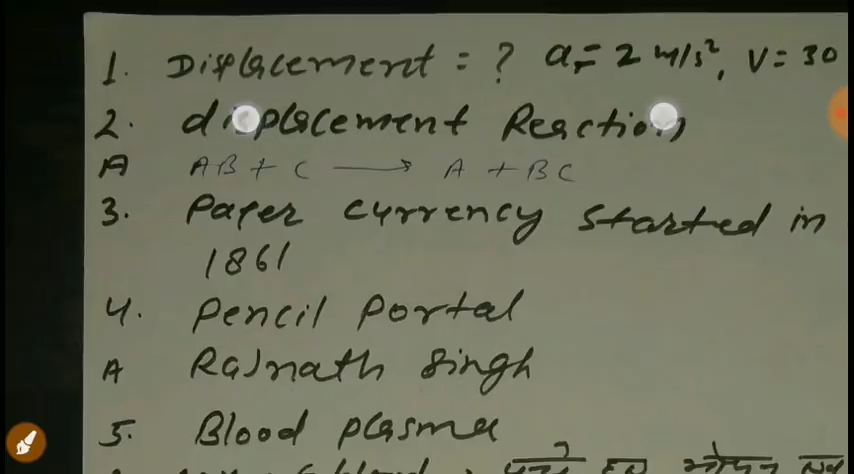 1. Displacement = ? a = 2 m/s², v = 30
2. displacement Reaction
A AB + C → A + BC
3. Paper currency started in
1861
4. Pencil Portal
A Rajnath Singh
5. Blood plasma